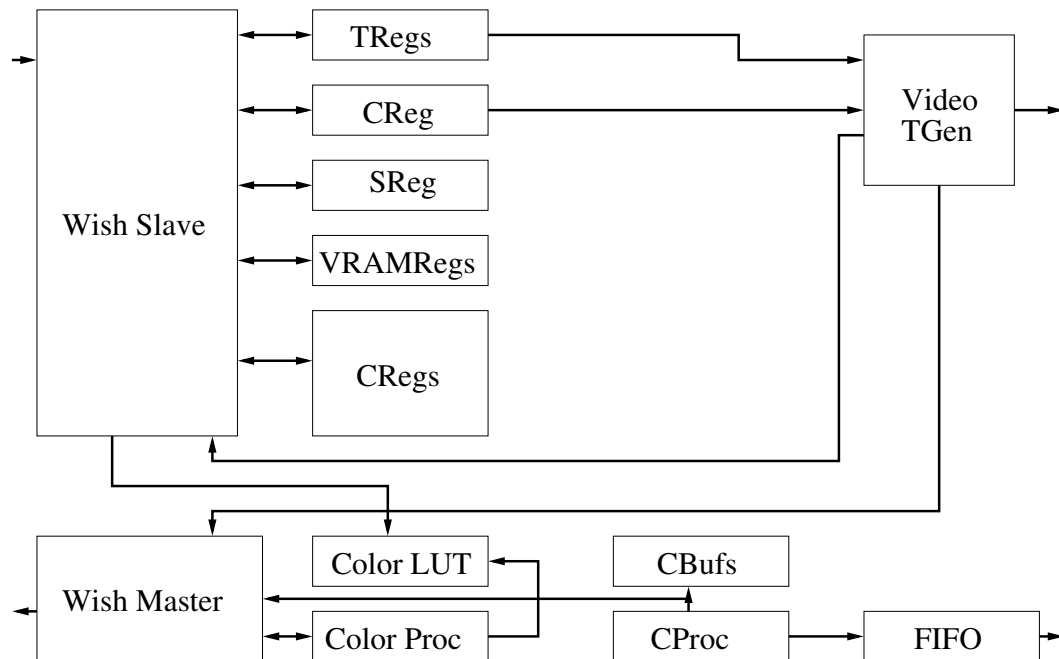 TRegs
CReg
SReg
VRAMRegs
CRegs
Wish Slave
Video
TGen
Color LUT
CBufs
Wish Master
Color Proc
CProc
FIFO